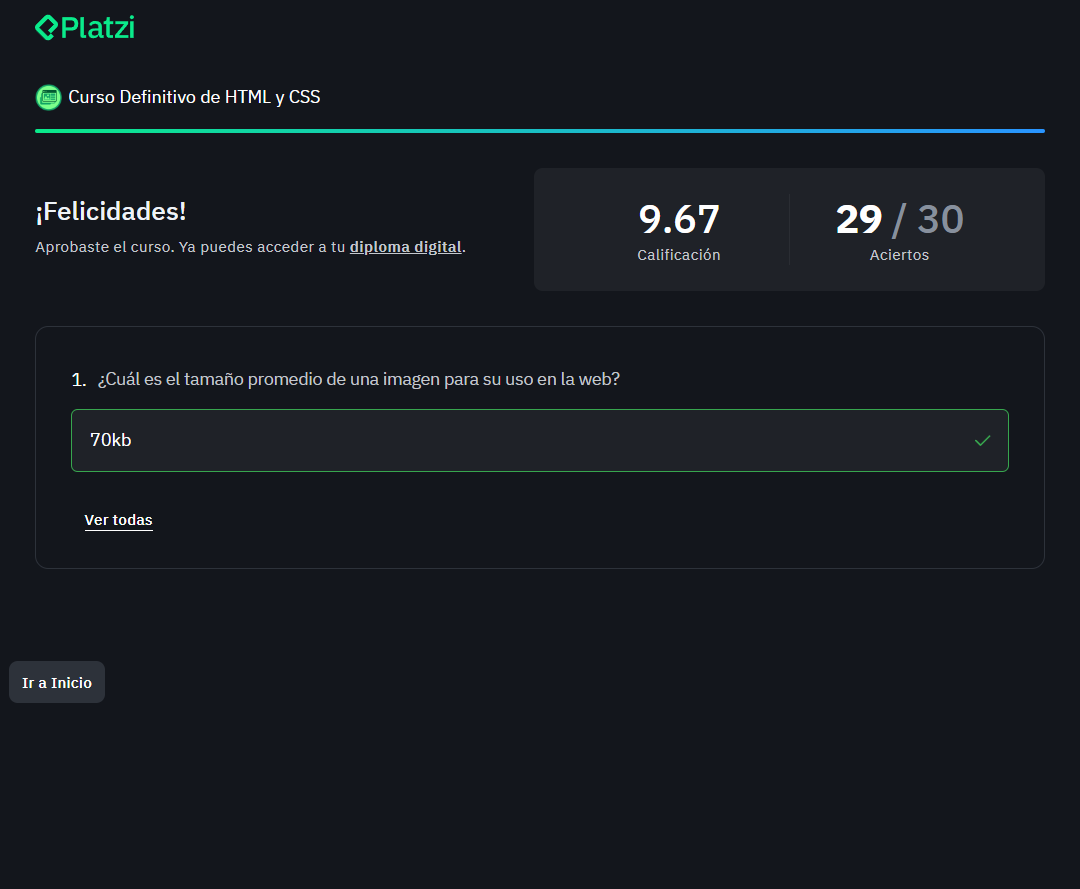 Platzi
Curso Definitivo de HTML y CSS
¡Felicidades!
Aprobaste el curso. Ya puedes acceder a tu diploma digital.
9.67
Calificación
29 / 30
Aciertos
1. ¿Cuál es el tamaño promedio de una imagen para su uso en la web?
70kb
Ver todas
Ir a Inicio